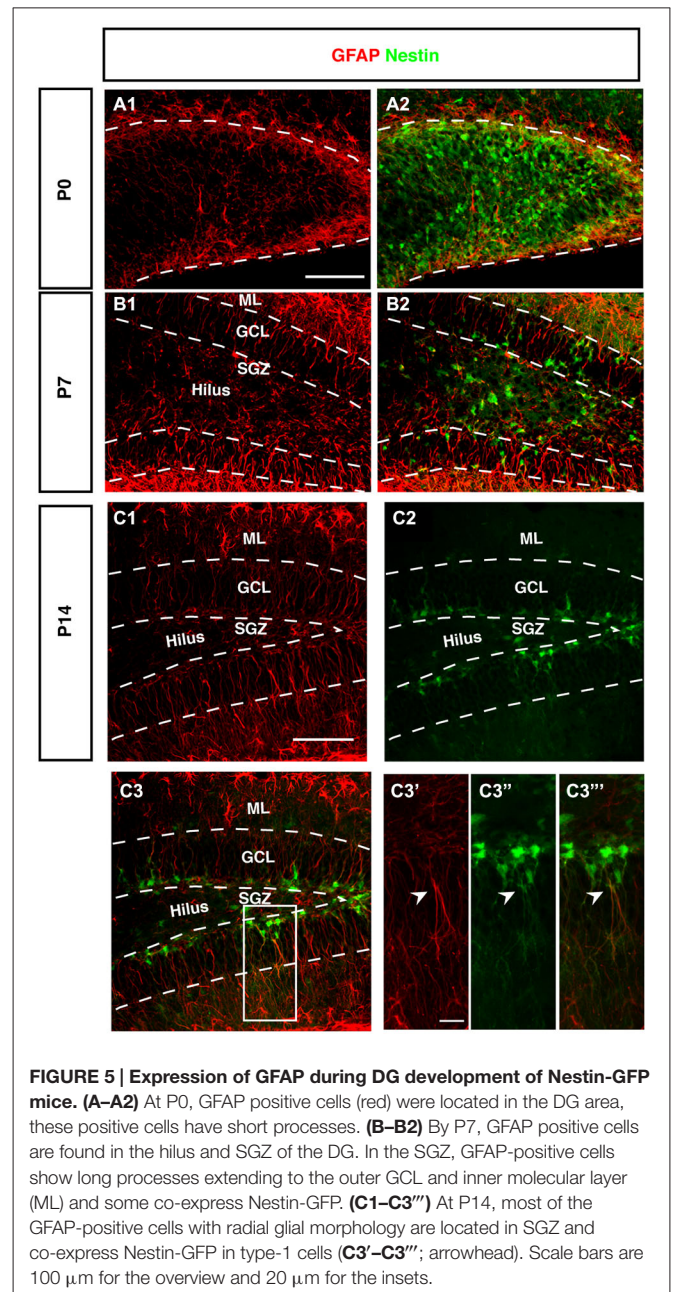 GFAP Nestin
P0
A1
A2
P7
B1
ML
GCL
SGZ
Hilus
B2
P14
C1
ML
GCL
SGZ
Hilus
C2
ML
GCL
SGZ
Hilus
C3
ML
GCL
SGZ
Hilus
C3'
C3''
C3'''
FIGURE 5 | Expression of GFAP during DG development of Nestin-GFP
mice. (A–A2) At P0, GFAP positive cells (red) were located in the DG area,
these positive cells have short processes. (B–B2) By P7, GFAP positive cells
are found in the hilus and SGZ of the DG. In the SGZ, GFAP-positive cells
show long processes extending to the outer GCL and inner molecular layer
(ML) and some co-express Nestin-GFP. (C1–C3′′′) At P14, most of the
GFAP-positive cells with radial glial morphology are located in SGZ and
co-express Nestin-GFP in type-1 cells (C3′–C3′′′; arrowhead). Scale bars are
100 μm for the overview and 20 μm for the insets.